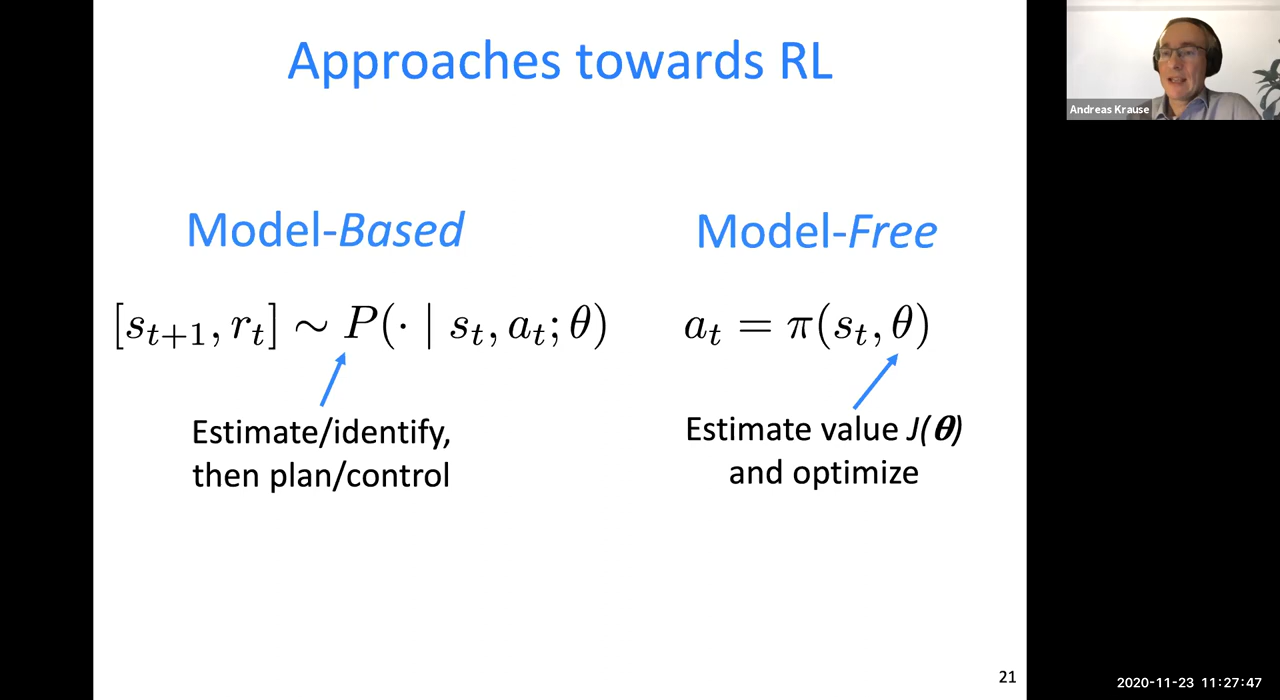 Approaches towards RL
Andreas Krause
Model-Based
Model-Free
[s_{t+1}, r_t] ∼ P(· | s_t, a_t; θ)
a_t = π(s_t, θ)
Estimate/identify,
then plan/control
Estimate value J(θ)
and optimize
21
2020-11-23 11:27:47